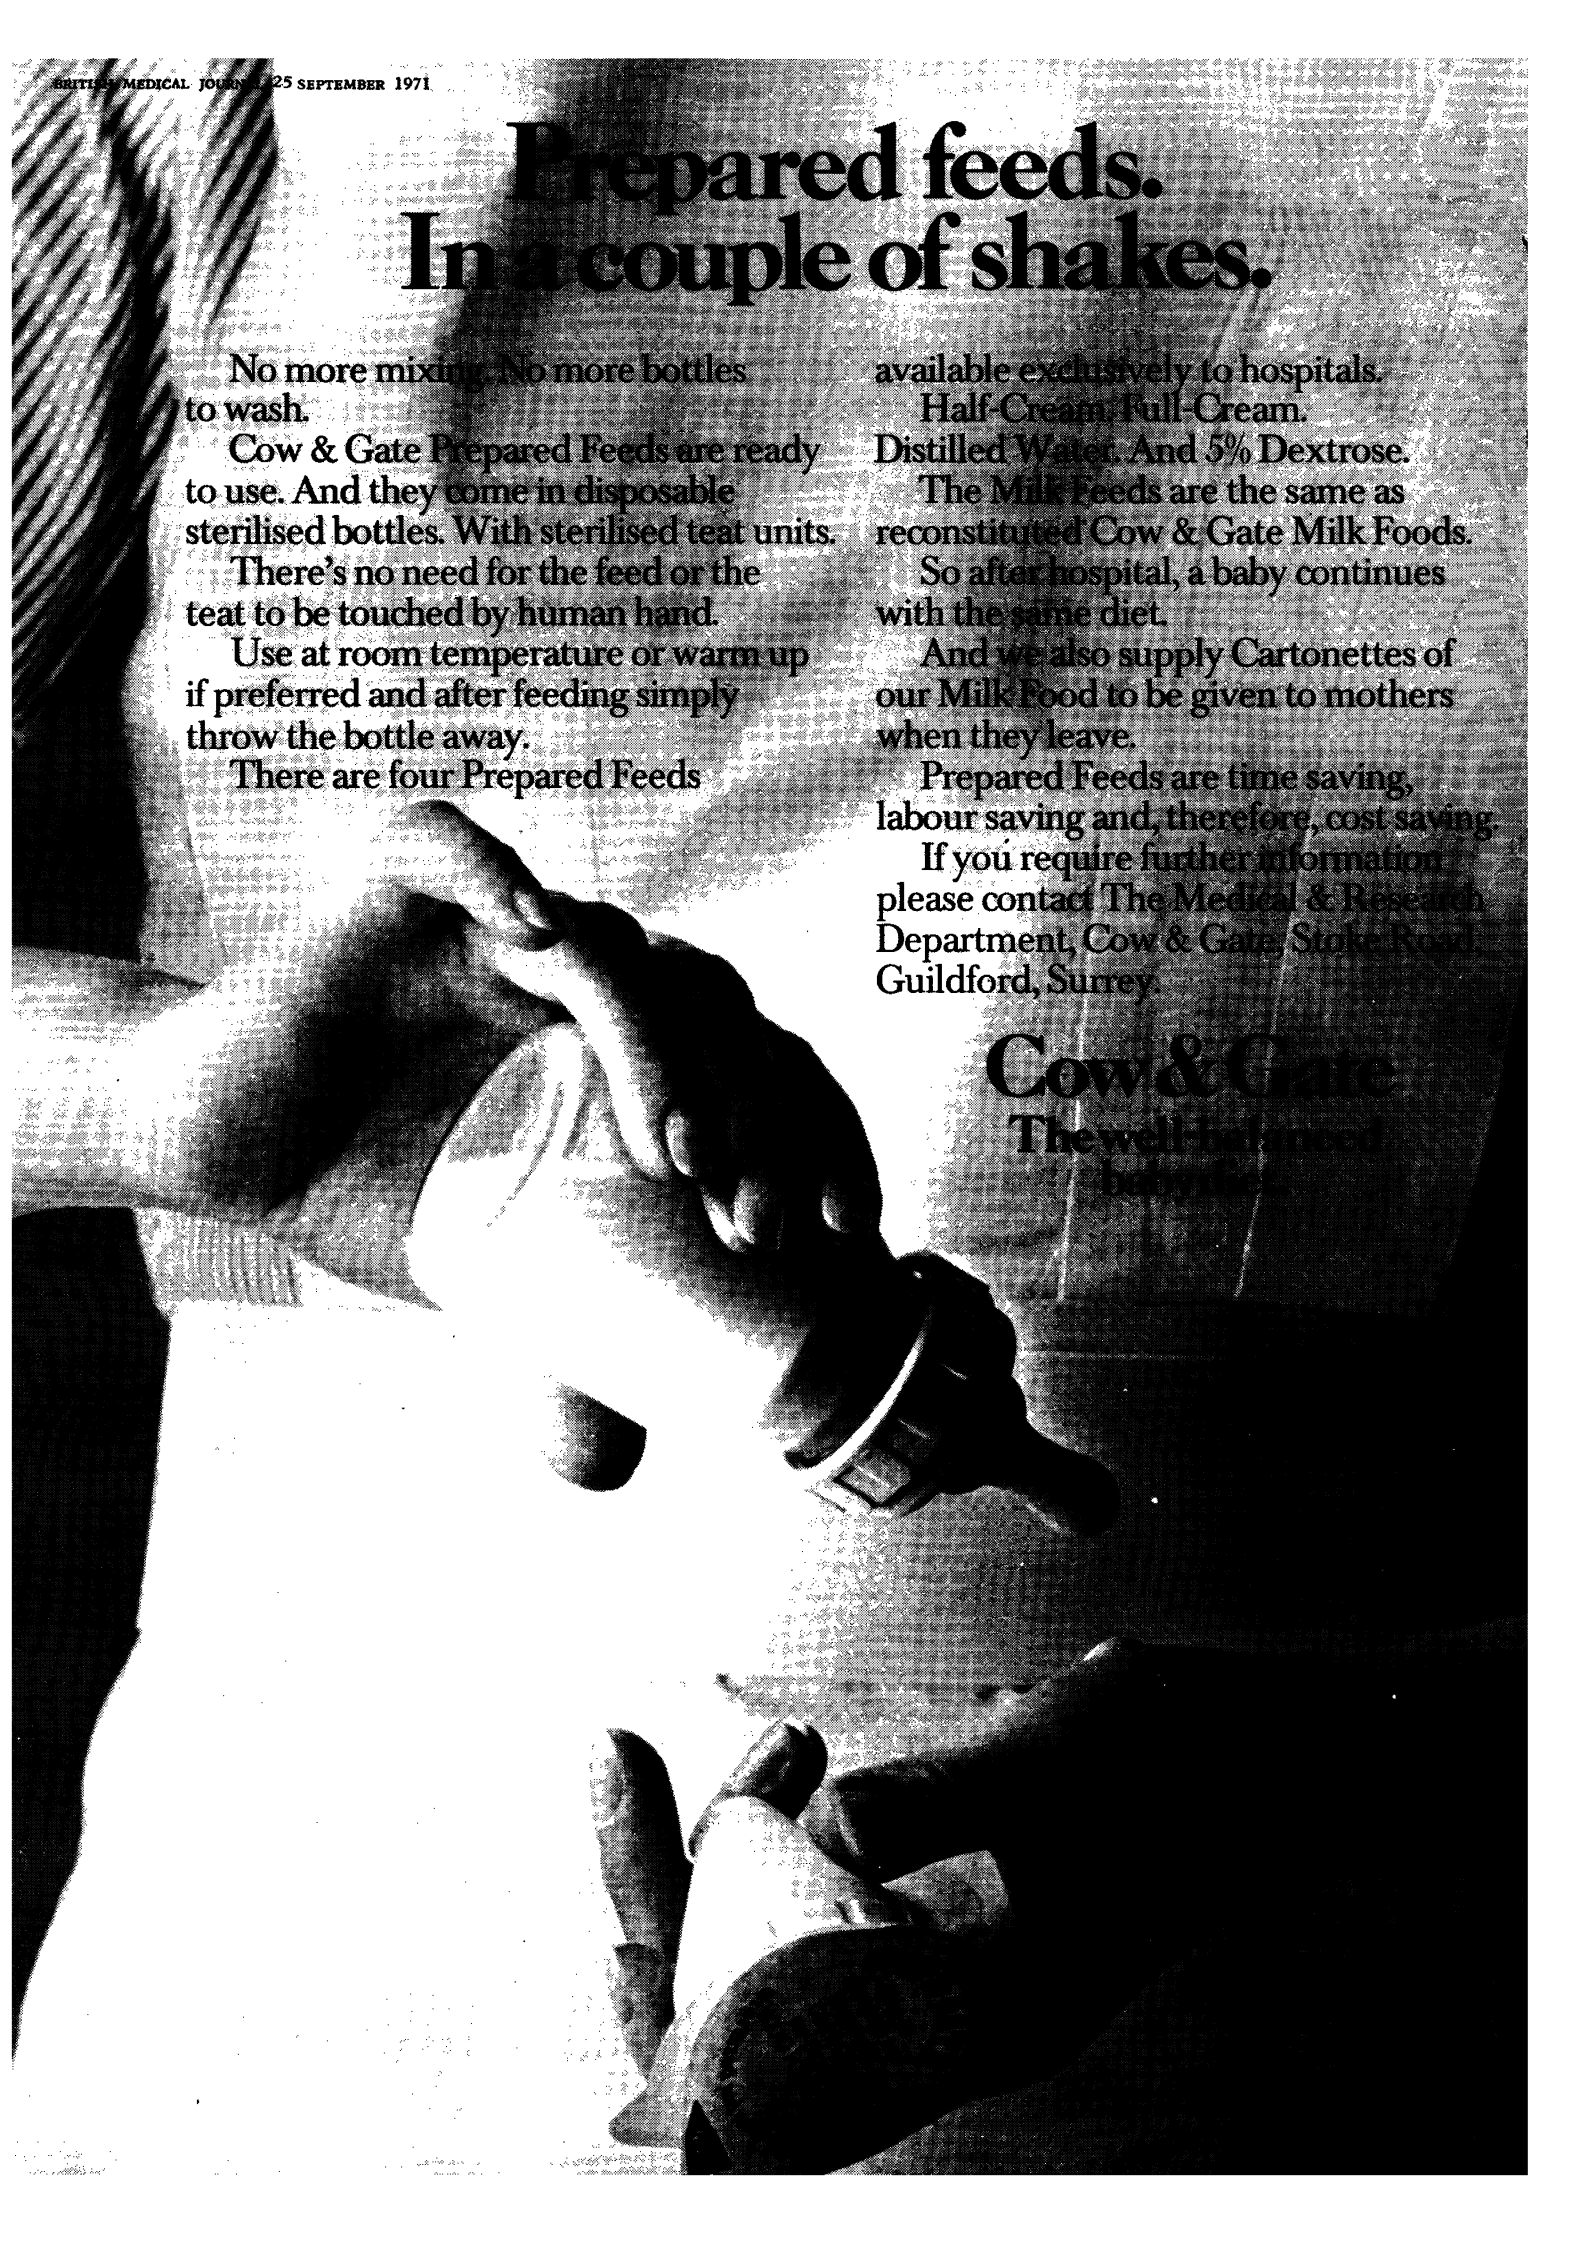 BRITISH MEDICAL JOURNAL 25 SEPTEMBER 1971
Prepared feeds.
In a couple of shakes.
No more mixing. No more bottles
to wash.
Cow & Gate Prepared Feeds are ready
to use. And they come in disposable
sterilised bottles. With sterilised teat units.
There's no need for the feed or the
teat to be touched by human hand.
Use at room temperature or warm up
if preferred and after feeding simply
throw the bottle away.
There are four Prepared Feeds
available exclusively to hospitals.
Half-Cream. Full-Cream.
Distilled Water. And 5% Dextrose.
The Milk Feeds are the same as
reconstituted Cow & Gate Milk Foods.
So after hospital, a baby continues
with the same diet.
And we also supply Cartonettes of
our Milk Food to be given to mothers
when they leave.
Prepared Feeds are time saving,
labour saving and, therefore, cost saving.
If you require further information
please contact The Medical & Research
Department, Cow & Gate, Stoke Road,
Guildford, Surrey.
Cow & Gate
The well-balanced
baby diet.